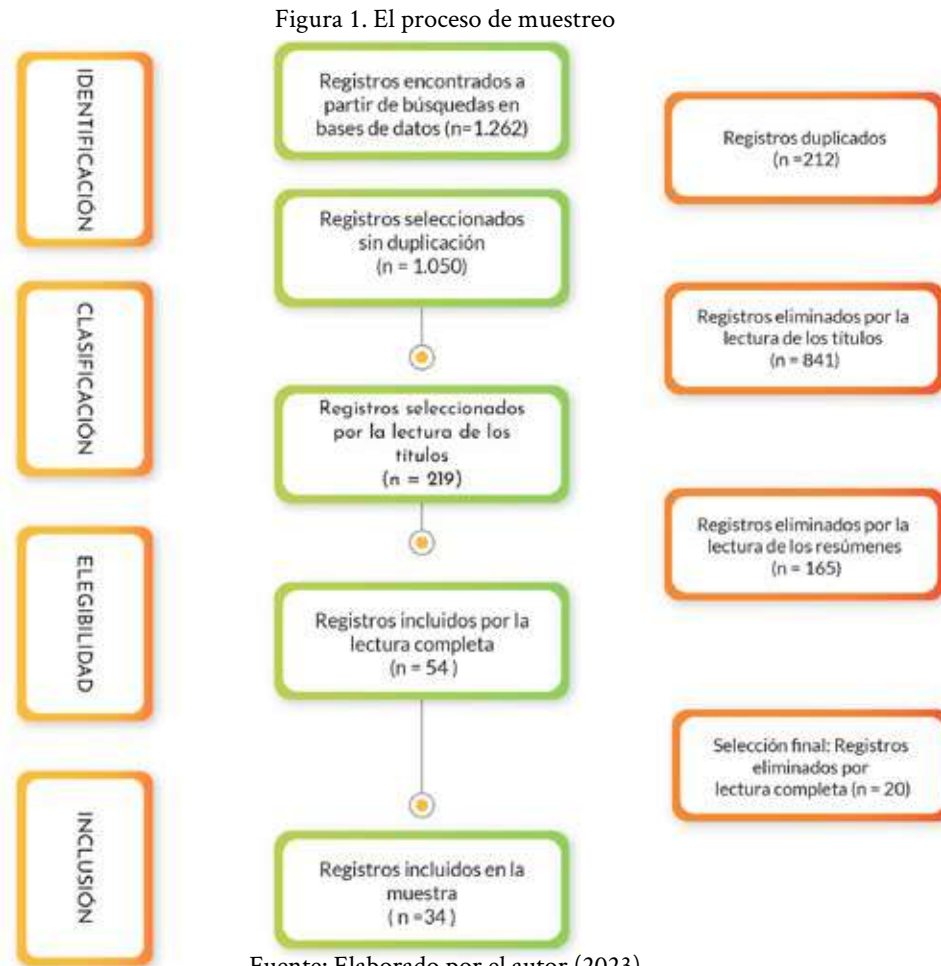 Figura 1. El proceso de muestreo
IDENTIFICACIÓN
Registros encontrados a
partir de búsquedas en
bases de datos (n=1.262)
Registros duplicados
(n =212)
Registros seleccionados
sin duplicación
(n = 1.050)
CLASIFICACIÓN
Registros eliminados por la
lectura de los títulos
(n = 841)
Registros seleccionados
por la lectura de los
títulos
(n = 219)
ELEGIBILIDAD
Registros eliminados por la
lectura de los resúmenes
(n = 165)
Registros incluidos por la
lectura completa
(n = 54 )
Selección final: Registros
eliminados por
lectura completa (n = 20)
INCLUSIÓN
Registros incluidos en la
muestra
( n =34 )
Fuente: Elaborado por el autor (2023)